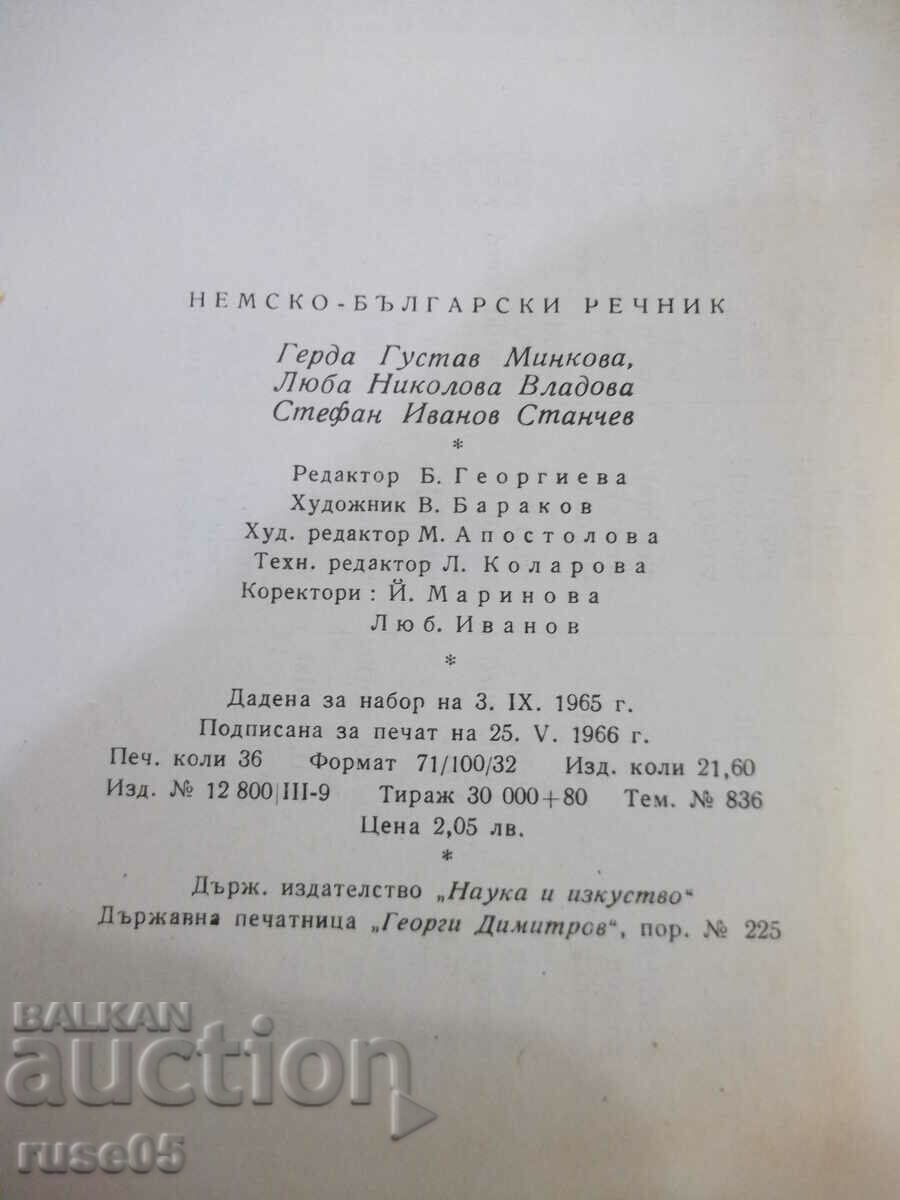 НЕМСКО-БЪЛГАРСКИ РЕЧНИК
Герда Густав Минкова,
Люба Николова Владова
Стефан Иванов Станчев
*
Редактор Б. Георгиева
Художник В. Бараков
Худ. редактор М. Апостолова
Техн. редактор Л. Коларова
Коректори: Й. Маринова
Люб. Иванов
*
Дадена за набор на 3. IX. 1965 г.
Подписана за печат на 25. V. 1966 г.
Печ. коли 36 Формат 71/100/32 Изд. коли 21,60
Изд. № 12 800/III-9 Тираж 30 000+80 Тем. № 836
Цена 2,05 лв.
*
Държ. издателство „Наука и изкуство“
Държавна печатница „Георги Димитров“, пор. № 225
BALKAN
auction
ruse05